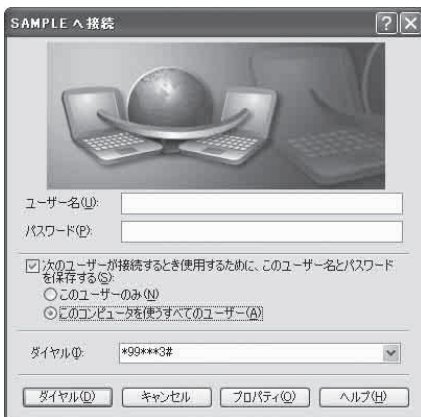 SAMPLE へ接続
ユーザー名(U):
パスワード(P):
次のユーザーが接続するとき使用するために、このユーザー名とパスワード
を保存する(S):
このユーザーのみ(N)
このコンピュータを使うすべてのユーザー(A)
ダイヤル(I): *99***3#
ダイヤル(D) キャンセル プロパティ(O) ヘルプ(H)